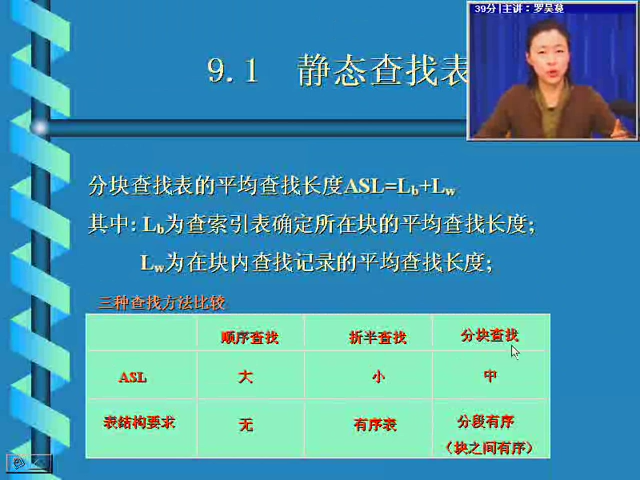 39分|主讲:罗昊
9.1 静态查找表
分块查找表的平均查找长度ASL=Lb+Lw
其中: Lb为查索引表确定所在块的平均查找长度;
Lw为在块内查找记录的平均查找长度;
三种查找方法比较
顺序查找 折半查找 分块查找
ASL 大 小 中
表结构要求 无 有序表 分段有序
(块之间有序)